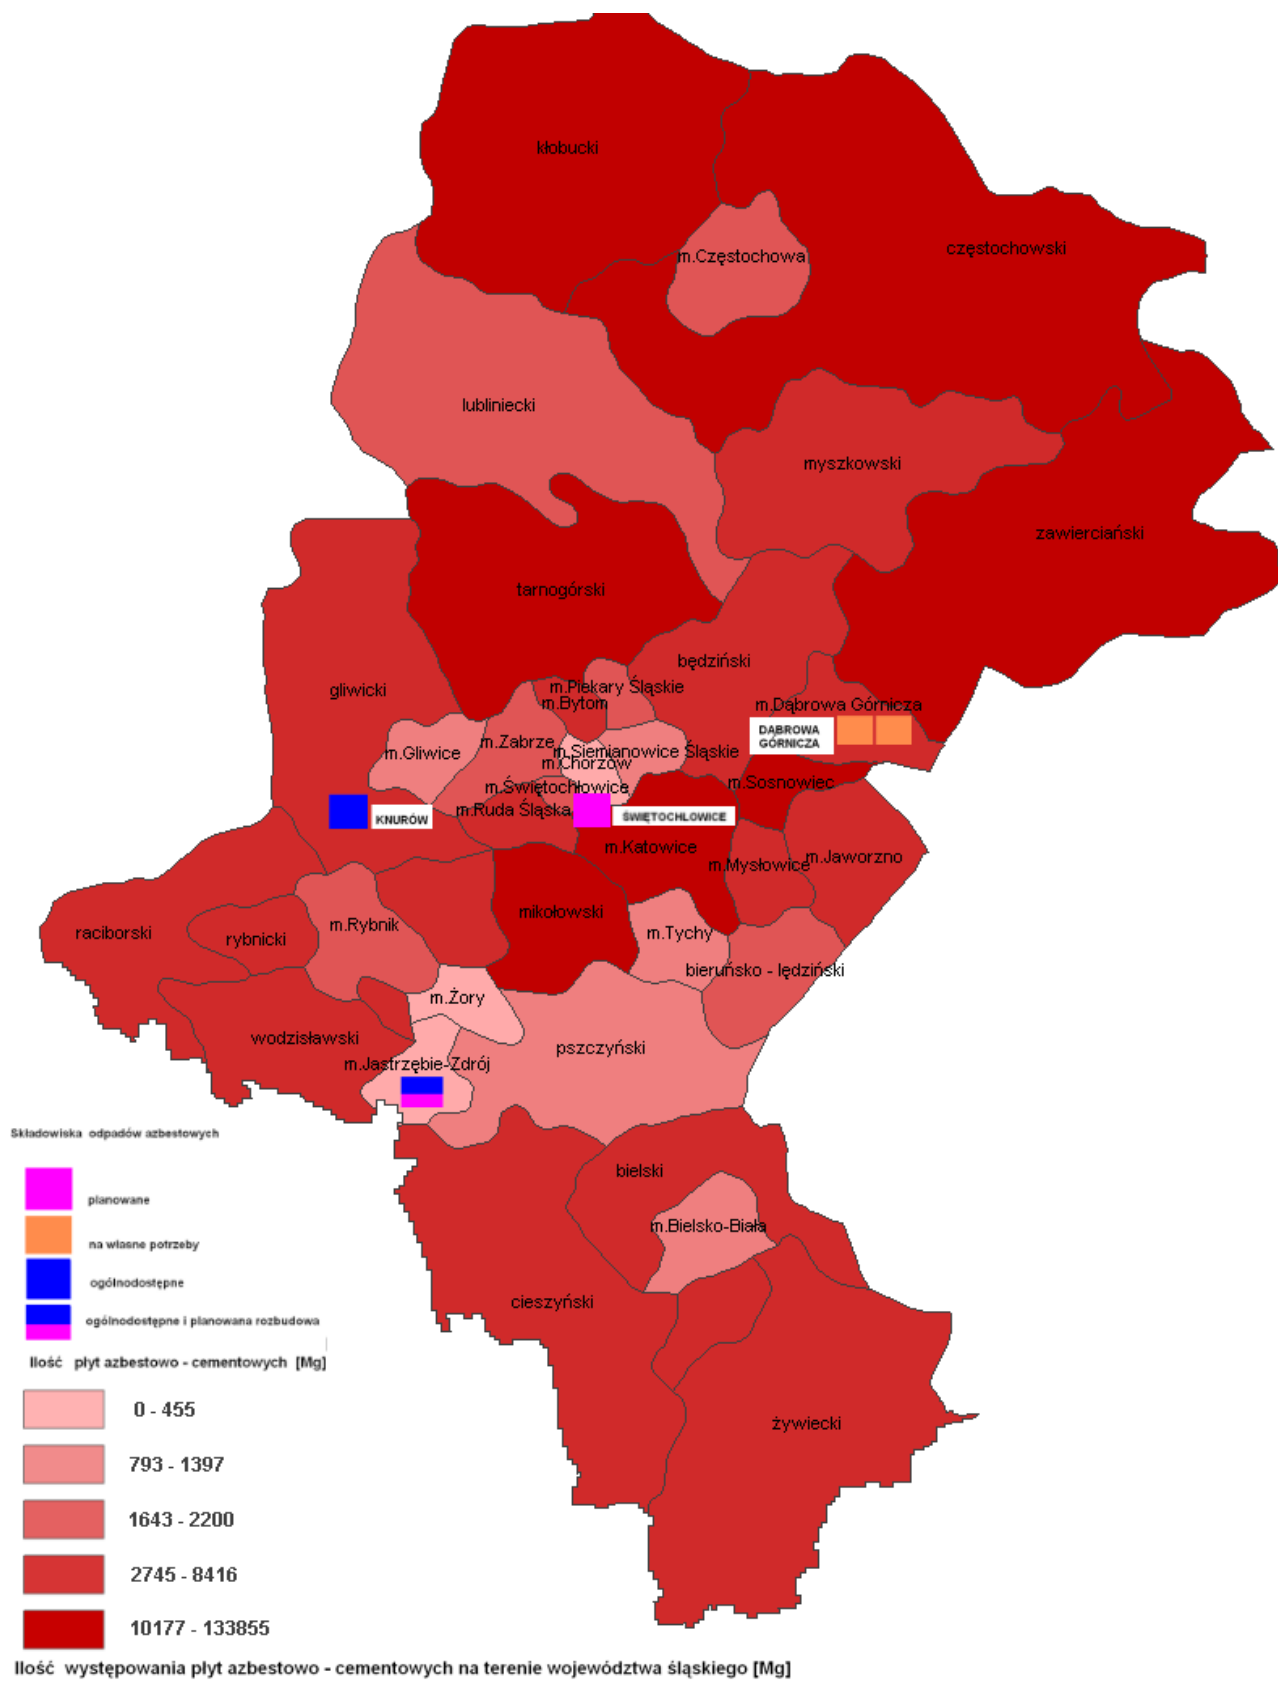 kłobucki
częstochowski
m.Częstochowa
lubliniecki
myszkowski
zawierciański
tarnogórski
będziński
gliwicki
m.Piekary Śląskie
m.Bytom
m.Dąbrowa Górnicza
DĄBROWA
GÓRNICZA
m.Zabrze
m.Gliwice
m.Siemianowice Śląskie
m.Chorzów
m.Sosnowiec
m.Świętochłowice
m.Ruda Śląska
KNURÓW
ŚWIĘTOCHLOWICE
m.Katowice
m.Mysłowice
m.Jaworzno
mikołowski
m.Rybnik
raciborski
rybnicki
m.Tychy
bieruńsko - lędziński
m.Żory
wodzisławski
pszczyński
m.Jastrzębie-Zdrój
bielski
m.Bielsko-Biała
cieszyński
żywiecki
Składowiska odpadów azbestowych
planowane
na własne potrzeby
ogólnodostępne
ogólnodostępne i planowana rozbudowa
Ilość płyt azbestowo - cementowych [Mg]
0 - 455
793 - 1397
1643 - 2200
2745 - 8416
10177 - 133855
Ilość występowania płyt azbestowo - cementowych na terenie województwa śląskiego [Mg]